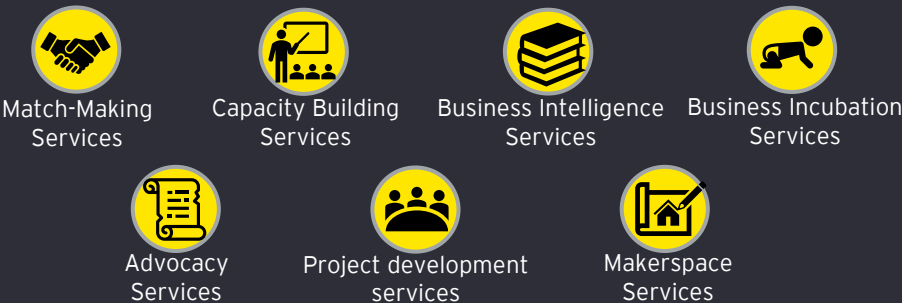 Match-Making
Services
Capacity Building
Services
Business Intelligence
Services
Business Incubation
Services
Advocacy
Services
Project development
services
Makerspace
Services